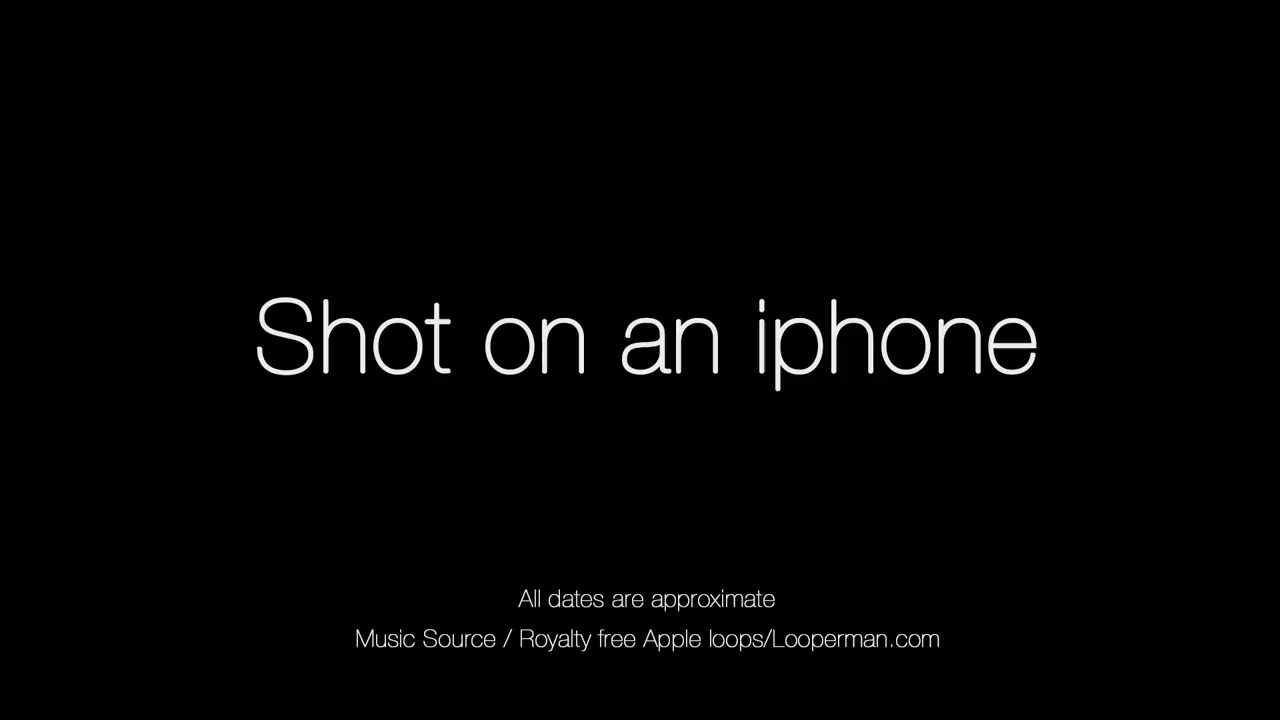 Shot on an iphone
All dates are approximate
Music Source / Royalty free Apple loops/Looperman.com